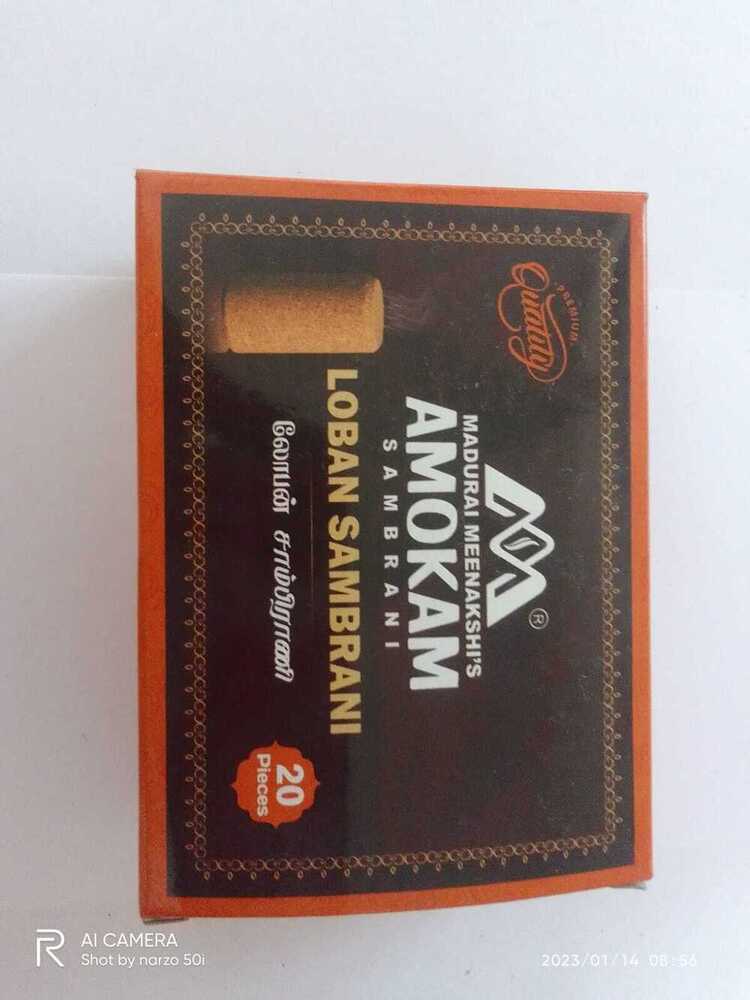 PREMIUM
Quality
®
MADURAI MEENAKSHI'S
AMOKAM
SAMBRANI
LOBAN SAMBRANI
லோபன் சாம்பிராணி
20
Pieces
R
AI CAMERA
Shot by narzo 50i
2023/01/14 08:56